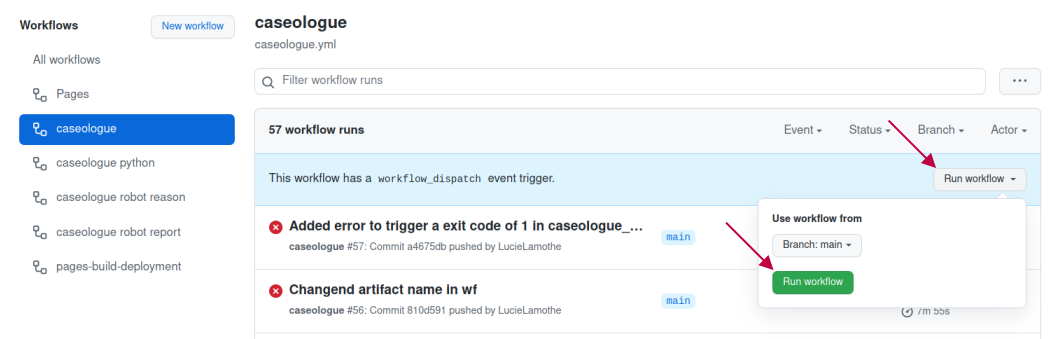 Workflows
New workflow
All workflows
Pages
caseologue
caseologue python
caseologue robot reason
caseologue robot report
pages-build-deployment
caseologue
caseologue.yml
Filter workflow runs
57 workflow runs
Event
Status
Branch
Actor
This workflow has a workflow_dispatch event trigger.
Run workflow
Added error to trigger a exit code of 1 in caseologue_...
caseologue #57: Commit a4675db pushed by LucieLamothe
main
Changend artifact name in wf
caseologue #56: Commit 810d591 pushed by LucieLamothe
main
Use workflow from
Branch: main
Run workflow
7m 55s